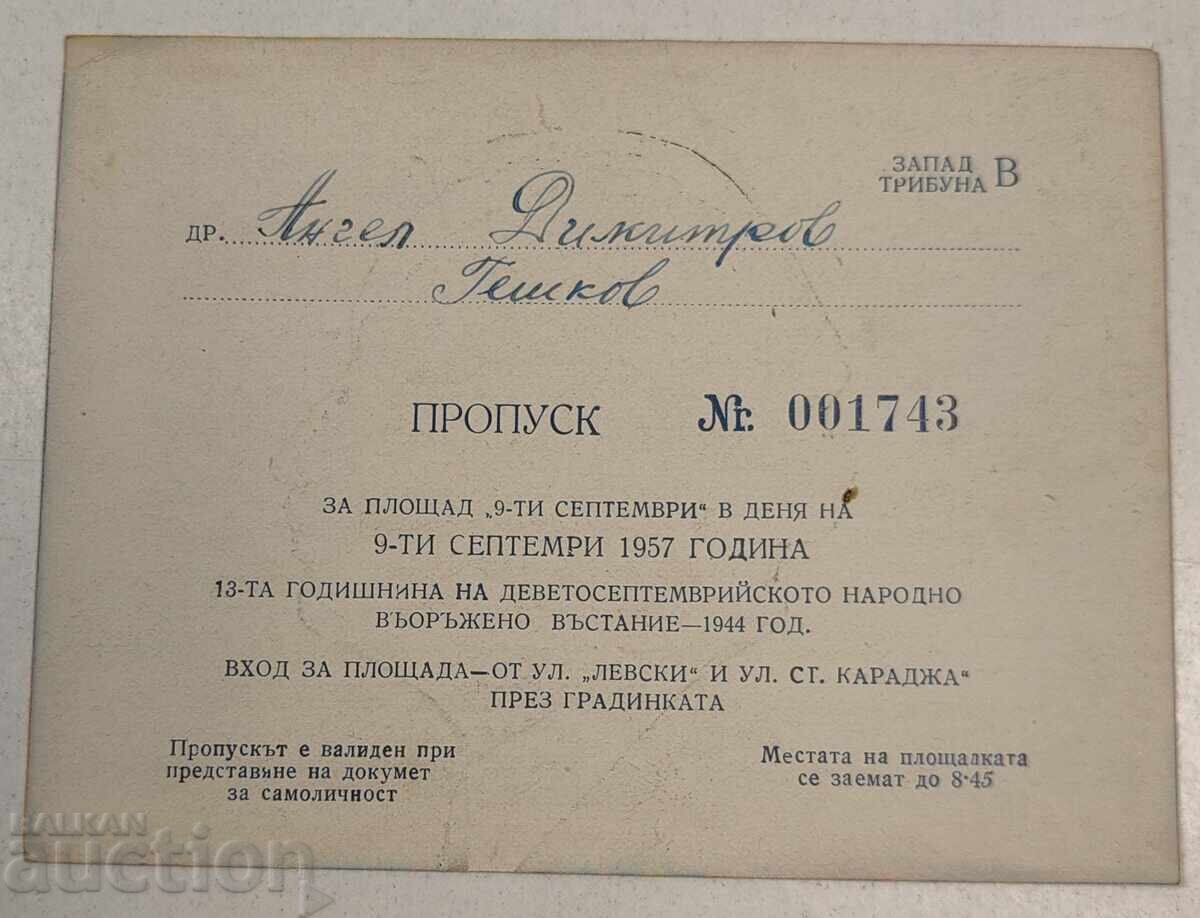 ЗАПАД
ТРИБУНА В
ДР. Ангел Димитров
Гешков
ПРОПУСК № 001743
ЗА ПЛОЩАД „9-ТИ СЕПТЕМВРИ“ В ДЕНЯ НА
9-ТИ СЕПТЕМВРИ 1957 ГОДИНА
13-ТА ГОДИШНИНА НА ДЕВЕТОСЕПТЕМВРИЙСКОТО НАРОДНО
ВЪОРЪЖЕНО ВЪСТАНИЕ—1944 ГОД.
ВХОД ЗА ПЛОЩАДА—ОТ УЛ. „ЛЕВСКИ“ И УЛ. СТ. КАРАДЖА“
ПРЕЗ ГРАДИНКАТА
Пропускът е валиден при
представяне на докумет
за самоличност
Местата на площадката
се заемат до 8·45
BALKAN
auction